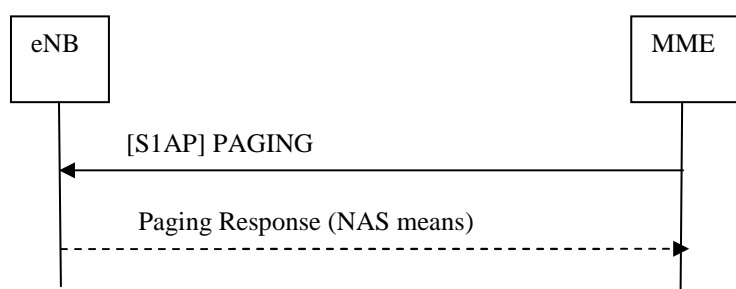 eNB
MME
[S1AP] PAGING
Paging Response (NAS means)